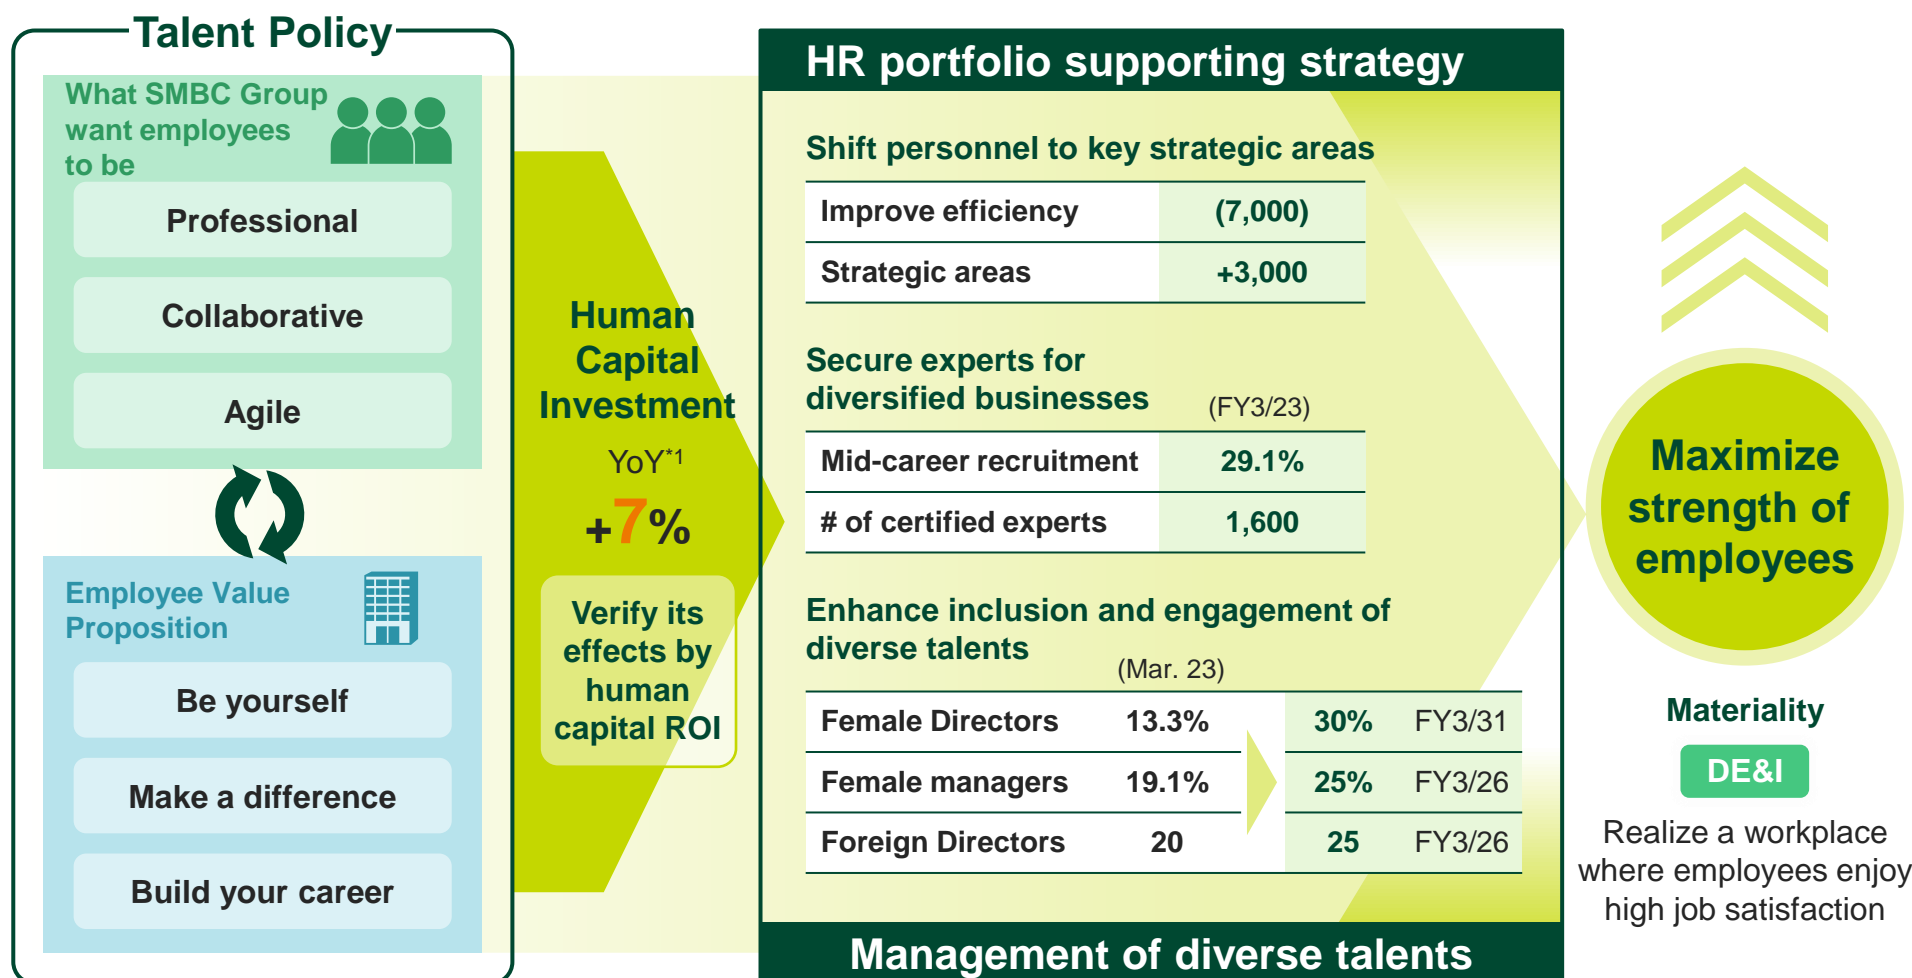 Talent Policy
What SMBC Group
want employees
to be
Professional
Collaborative
Agile
Employee Value
Proposition
Be yourself
Make a difference
Build your career
Human
Capital
Investment
YoY*1
+7%
Verify its
effects by
human
capital ROI
HR portfolio supporting strategy
Shift personnel to key strategic areas
Improve efficiency (7,000)
Strategic areas +3,000
Secure experts for
diversified businesses (FY3/23)
Mid-career recruitment 29.1%
# of certified experts 1,600
Enhance inclusion and engagement of
diverse talents (Mar. 23)
Female Directors 13.3% 30% FY3/31
Female managers 19.1% 25% FY3/26
Foreign Directors 20 25 FY3/26
Management of diverse talents
Maximize
strength of
employees
Materiality
DE&I
Realize a workplace
where employees enjoy
high job satisfaction